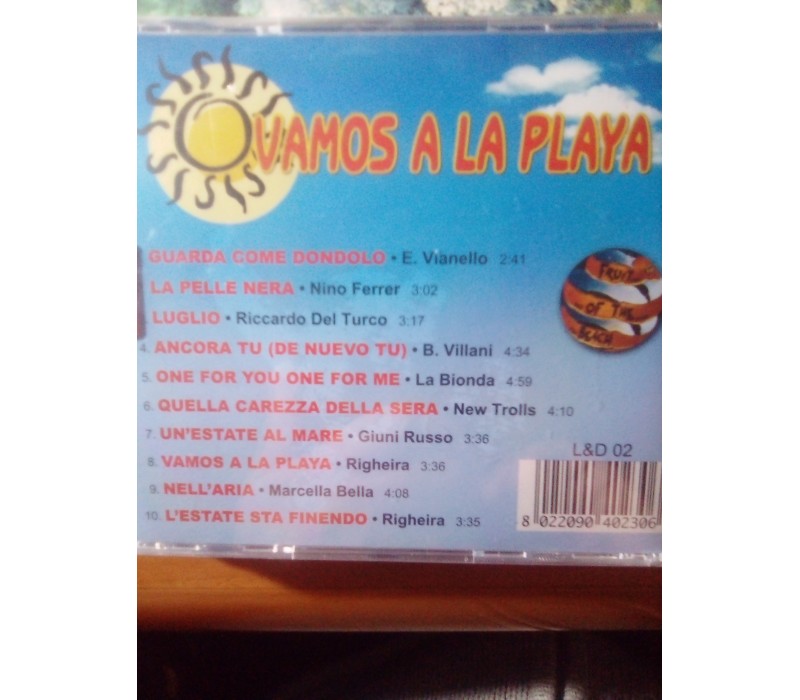 VAMOS A LA PLAYA
GUARDA COME DONDOLO • E. Vianello 2:41
LA PELLE NERA • Nino Ferrer 3:02
LUGLIO • Riccardo Del Turco 3:17
4. ANCORA TU (DE NUEVO TU) • B. Villani 4:34
5. ONE FOR YOU ONE FOR ME • La Bionda 4:59
6. QUELLA CAREZZA DELLA SERA • New Trolls 4:10
7. UN'ESTATE AL MARE • Giuni Russo 3:36
8. VAMOS A LA PLAYA • Righeira 3:36
9. NELL'ARIA • Marcella Bella 4:08
10. L'ESTATE STA FINENDO • Righeira 3:35
FRUIT
OF THE
BEACH
L&D 02
8 022090 402306